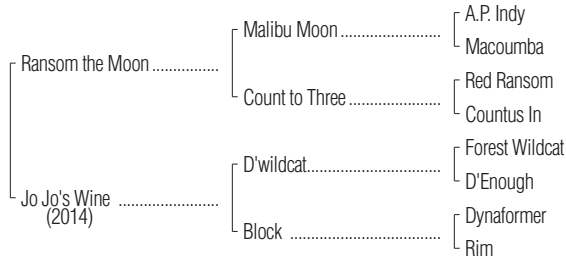 A.P. Indy
Malibu Moon ......................
Macoumba
Ransom the Moon ................
Red Ransom
Count to Three .....................
Countus In
Forest Wildcat
D'wildcat..............................
D'Enough
Jo Jo's Wine ........................
(2014)
Dynaformer
Block ..................................
Rim